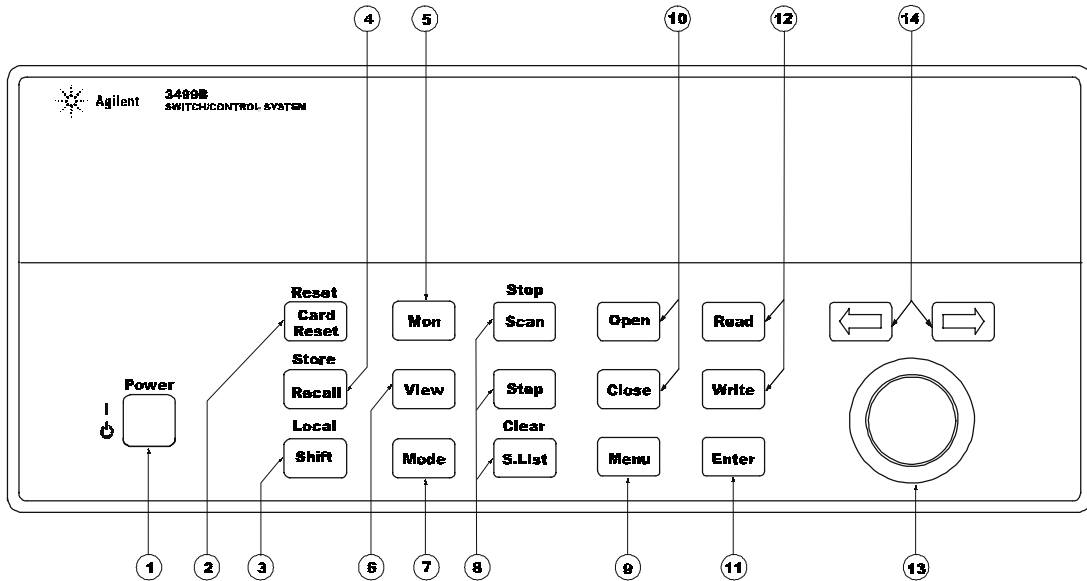 4 5 10 12 14
Agilent 3499B
SWITCH/CONTROL SYSTEM
Reset Stop
Card Reset Mon Scan Open Read
Store
Recall View Step Close Write
Power
Local Clear
Shift Mode S.List Menu Enter
1 2 3 6 7 8 9 11 13